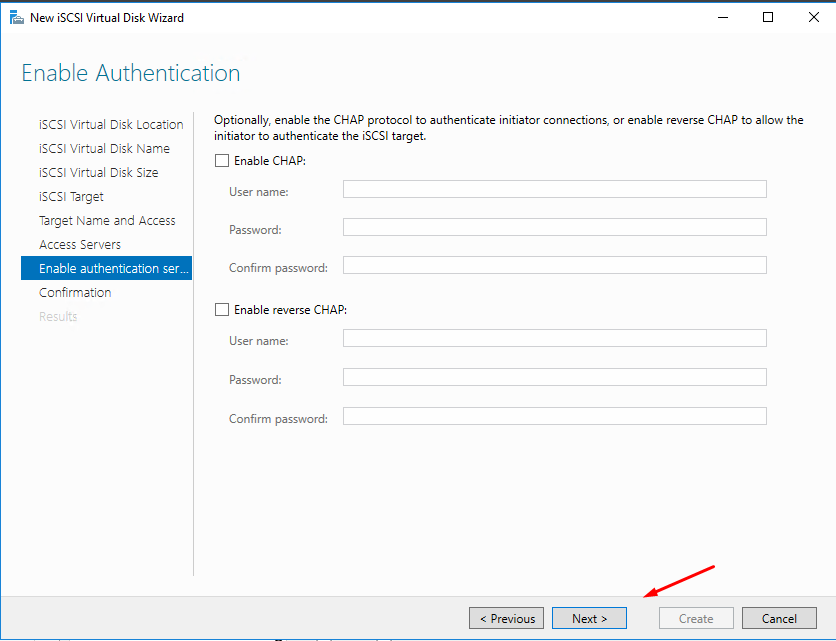 New iSCSI Virtual Disk Wizard
Enable Authentication
iSCSI Virtual Disk Location
iSCSI Virtual Disk Name
iSCSI Virtual Disk Size
iSCSI Target
Target Name and Access
Access Servers
Enable authentication ser...
Confirmation
Results
Optionally, enable the CHAP protocol to authenticate initiator connections, or enable reverse CHAP to allow the
initiator to authenticate the iSCSI target.
Enable CHAP:
User name:
Password:
Confirm password:
Enable reverse CHAP:
User name:
Password:
Confirm password:
< Previous
Next >
Create
Cancel